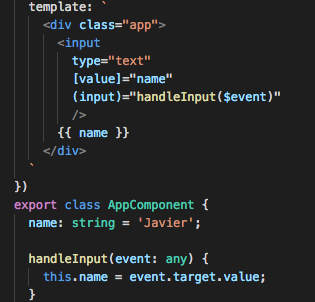 template: `
<div class="app">
<input
type="text"
[value]="name"
(input)="handleInput($event)"
/>
{{ name }}
</div>
`
})
export class AppComponent {
name: string = 'Javier';
handleInput(event: any) {
this.name = event.target.value;
}